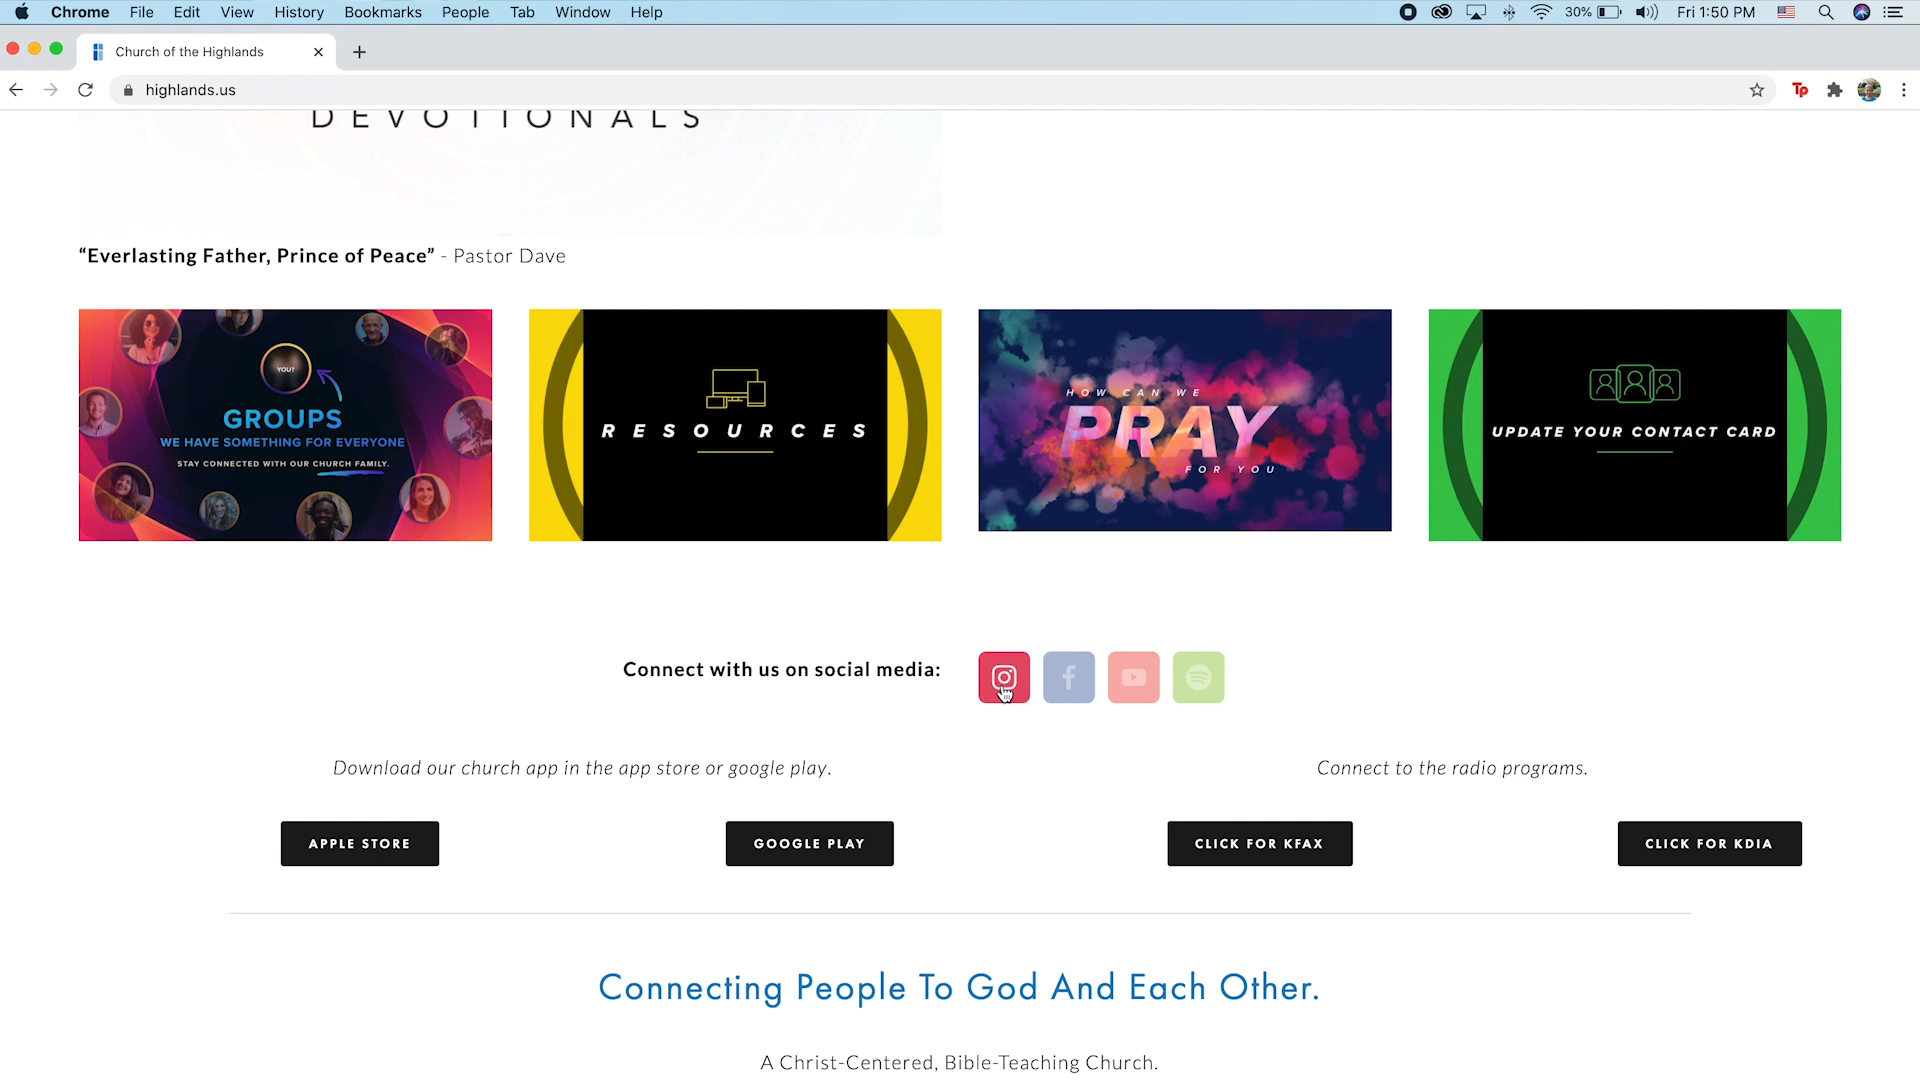 Chrome File Edit View History Bookmarks People Tab Window Help 30% Fri 1:50 PM
Church of the Highlands
highlands.us Tp
DEVOTIONALS
“Everlasting Father, Prince of Peace” - Pastor Dave
YOU?
GROUPS
WE HAVE SOMETHING FOR EVERYONE
STAY CONNECTED WITH OUR CHURCH FAMILY.
RESOURCES
HOW CAN WE
PRAY
FOR YOU
UPDATE YOUR CONTACT CARD
Connect with us on social media:
Download our church app in the app store or google play.
Connect to the radio programs.
APPLE STORE
GOOGLE PLAY
CLICK FOR KFAX
CLICK FOR KDIA
Connecting People To God And Each Other.
A Christ-Centered, Bible-Teaching Church.